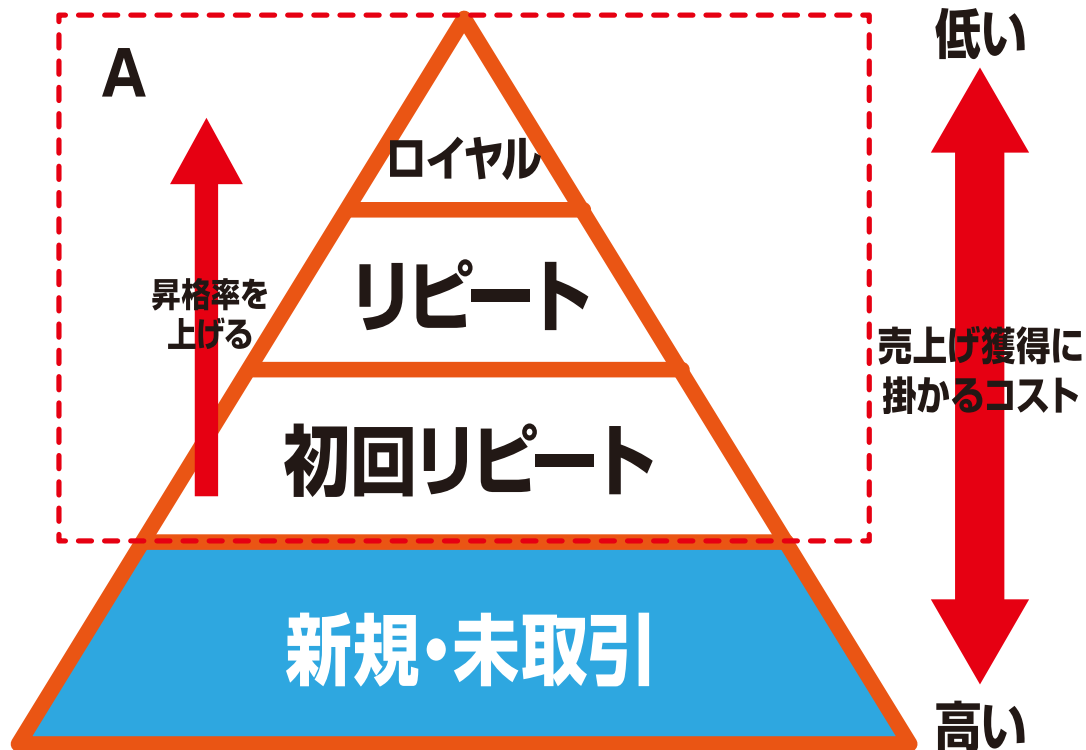 A
低い
ロイヤル
リピート
昇格率を
上げる
売上げ獲得に
掛かるコスト
初回リピート
新規・未取引
高い